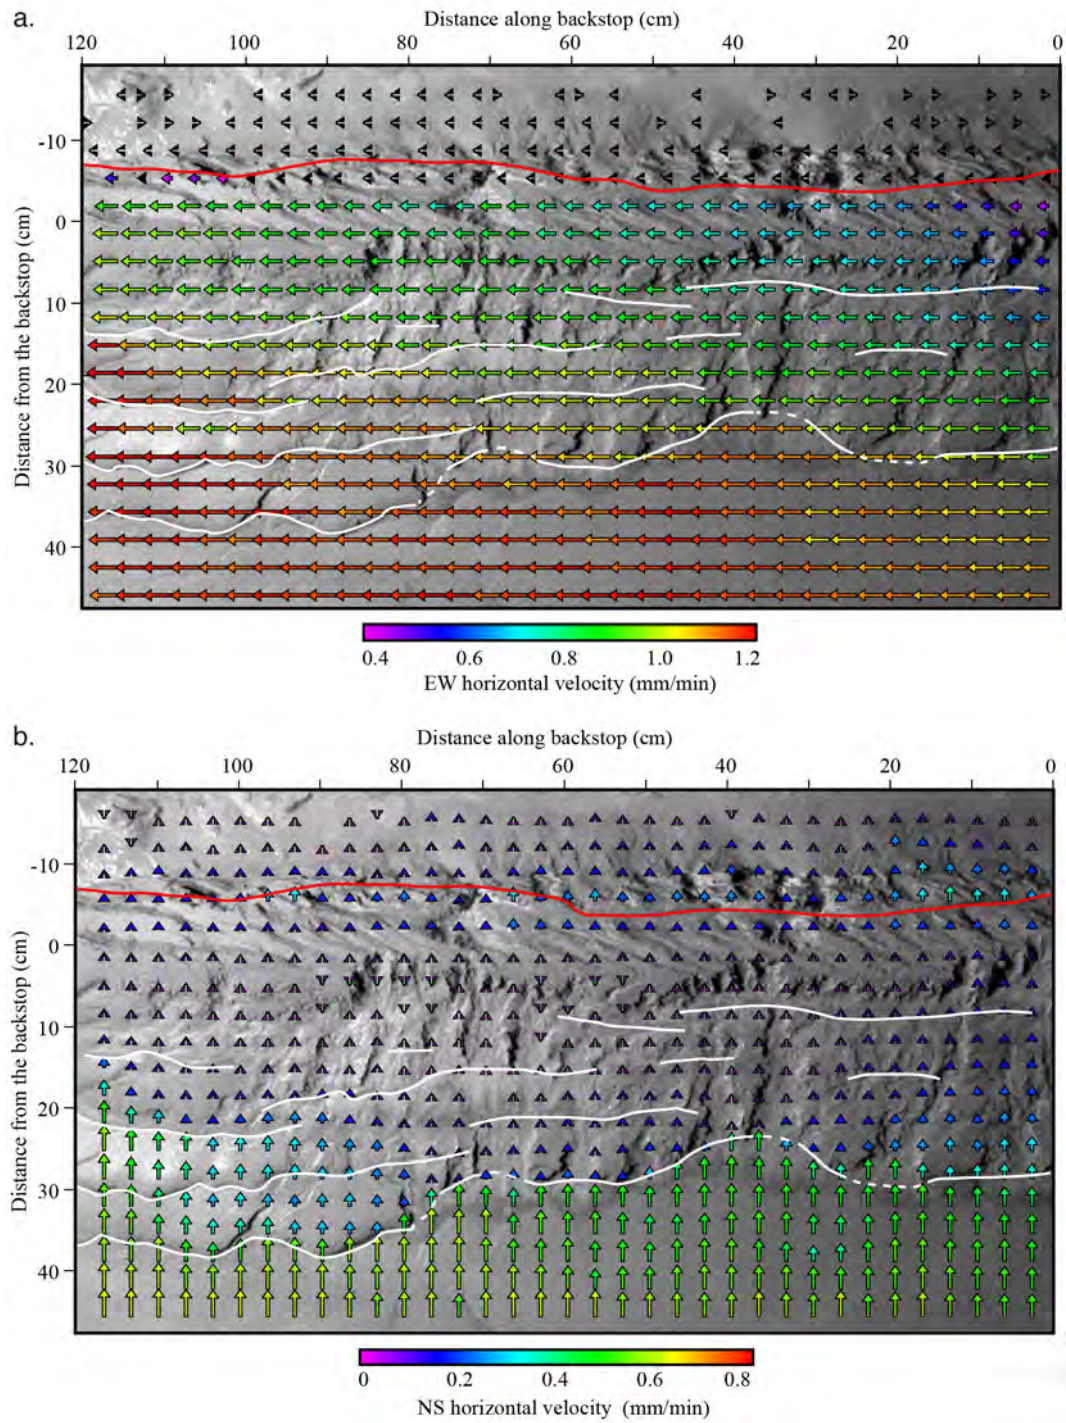 a.
Distance along backstop (cm)
120 100 80 60 40 20 0
Distance from the backstop (cm)
-10
0
10
20
30
40
0.4 0.6 0.8 1.0 1.2
EW horizontal velocity (mm/min)
b.
Distance along backstop (cm)
120 100 80 60 40 20 0
Distance from the backstop (cm)
-10
0
10
20
30
40
0 0.2 0.4 0.6 0.8
NS horizontal velocity (mm/min)